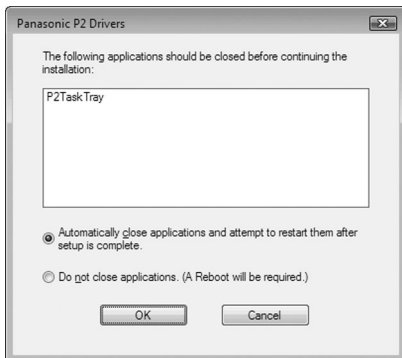 Panasonic P2 Drivers
The following applications should be closed before continuing the
installation:
P2TaskTray
Automatically close applications and attempt to restart them after
setup is complete.
Do not close applications. (A Reboot will be required.)
OK
Cancel